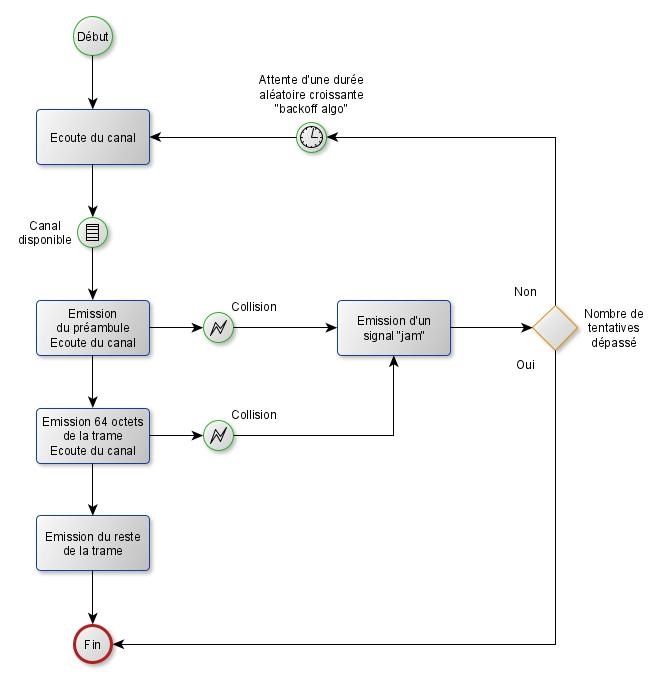 Début
Attente d'une durée
aléatoire croissante
"backoff algo"
Ecoute du canal
Canal
disponible
Emission
du préambule
Ecoute du canal
Collision
Emission d'un
signal "jam"
Non
Nombre de
tentatives
dépassé
Oui
Emission 64 octets
de la trame
Ecoute du canal
Collision
Emission du reste
de la trame
Fin